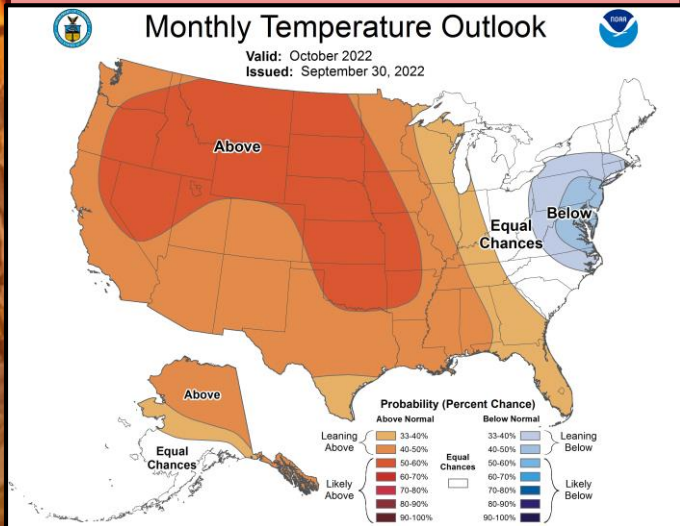 Monthly Temperature Outlook
NOAA
Valid: October 2022
Issued: September 30, 2022
Above
Equal
Chances
Below
Above
Equal
Chances
Probability (Percent Chance)
Above Normal
Below Normal
Leaning
Above
33-40%
40-50%
50-60%
60-70%
70-80%
80-90%
90-100%
Likely
Above
Equal
Chances
33-40%
40-50%
50-60%
60-70%
70-80%
80-90%
90-100%
Leaning
Below
Likely
Below